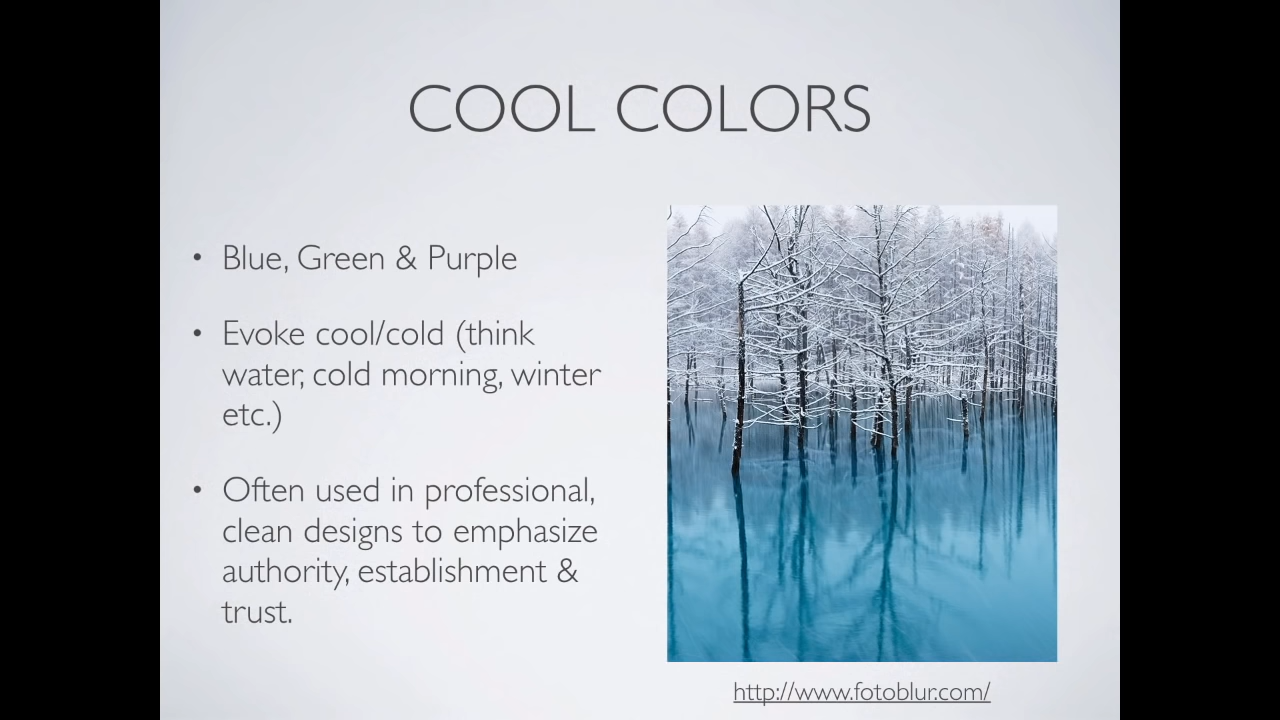 COOL COLORS
• Blue, Green & Purple
• Evoke cool/cold (think
water, cold morning, winter
etc.)
• Often used in professional,
clean designs to emphasize
authority, establishment &
trust.
http://www.fotoblur.com/